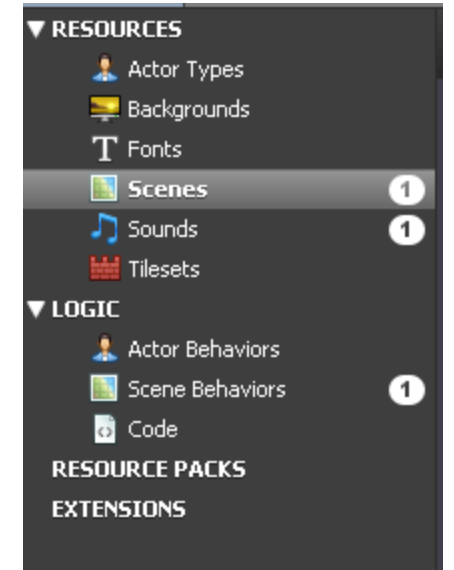 RESOURCES
Actor Types
Backgrounds
T Fonts
Scenes 1
Sounds 1
Tilesets
LOGIC
Actor Behaviors
Scene Behaviors 1
Code
RESOURCE PACKS
EXTENSIONS